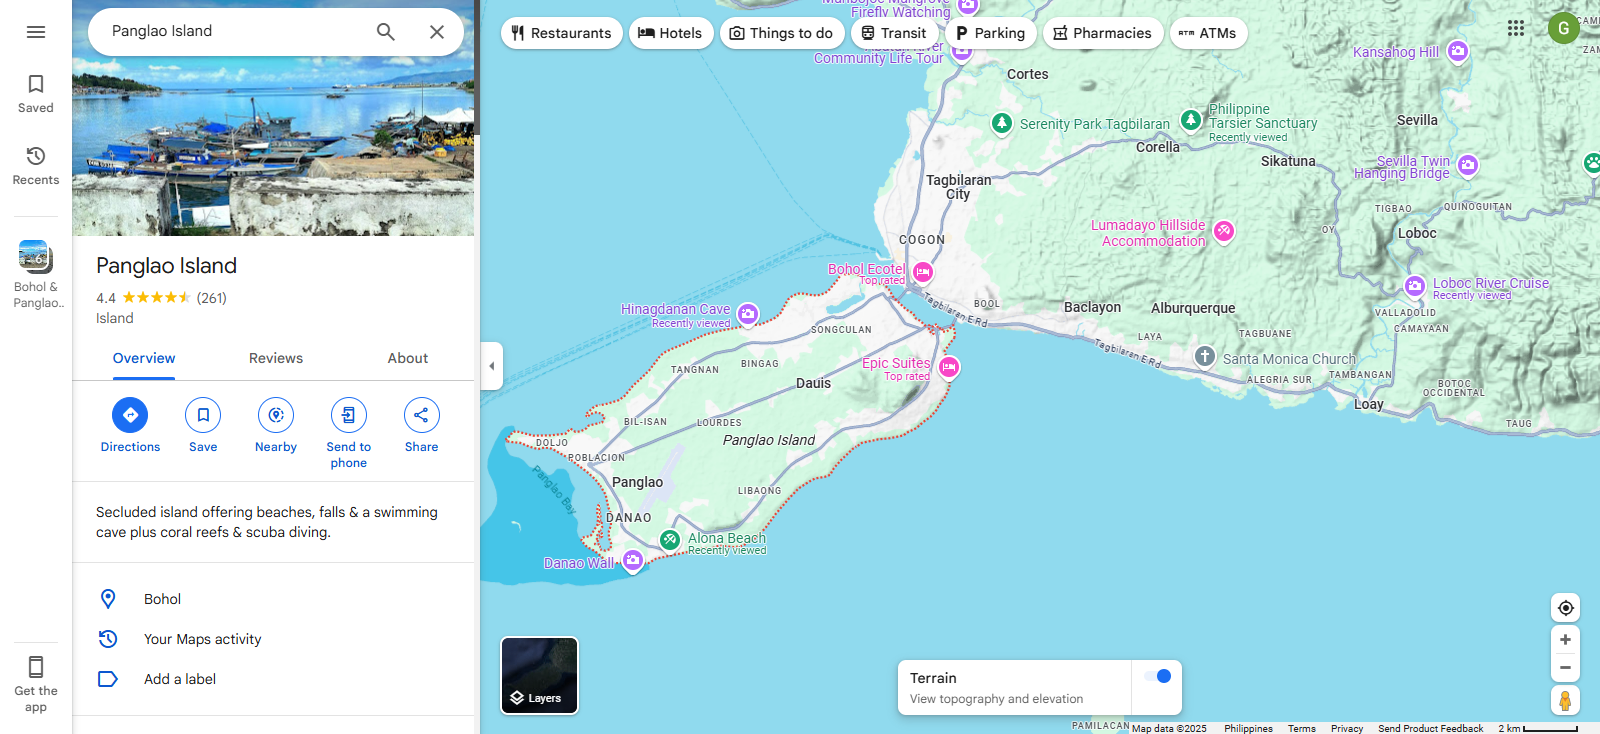 Panglao Island
Saved
Recents
6
Bohol &
Panglao..
Get the
app
Panglao Island
4.4 (261)
Island
Overview
Reviews
About
Directions
Save
Nearby
Send to
phone
Share
Secluded island offering beaches, falls & a swimming
cave plus coral reefs & scuba diving.
Bohol
Your Maps activity
Add a label
Restaurants
Hotels
Things to do
Transit
Parking
Pharmacies
ATM
ATMs
G
Firefly Watching
Community Life Tour
Cortes
Kansahog Hill
Serenity Park Tagbilaran
Philippine
Tarsier Sanctuary
Recently viewed
Corella
Sevilla
Sikatuna
Sevilla Twin
Hanging Bridge
Tagbilaran
City
TIGBAO
QUINOGUITAN
Lumadayo Hillside
Accommodation
OY
Loboc
COGON
Bohol Ecotel
Top rated
Tagbilaran E Rd
BOOL
Baclayon
Alburquerque
Loboc River Cruise
Recently viewed
VALLADOLID
CAMAYAAN
Hinagdanan Cave
Recently viewed
SONGCULAN
LAYA
TAGBUANE
Tagbilaran E Rd
Santa Monica Church
Epic Suites
Top rated
BINGAG
TANGNAN
Dauis
ALEGRIA SUR
TAMBANGAN
BOTOC
OCCIDENTAL
Loay
TAUG
BIL-ISAN
LOURDES
Panglao Island
DOLJO
POBLACION
Panglao Bay
Panglao
LIBAONG
DANAO
Alona Beach
Recently viewed
Danao Wall
Layers
Terrain
View topography and elevation
PAMILACAN
Map data ©2025
Philippines
Terms
Privacy
Send Product Feedback
2 km